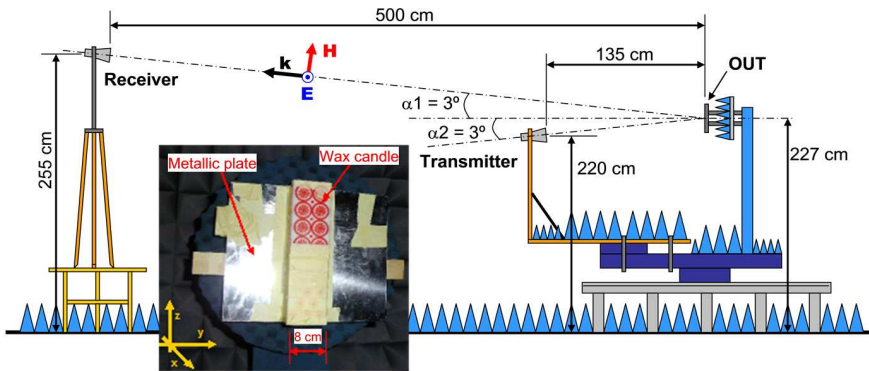 500 cm
135 cm
OUT
H
k
E
Receiver
α1 = 3º
α2 = 3º
Transmitter
255 cm
220 cm
227 cm
Metallic plate
Wax candle
z
y
x
8 cm